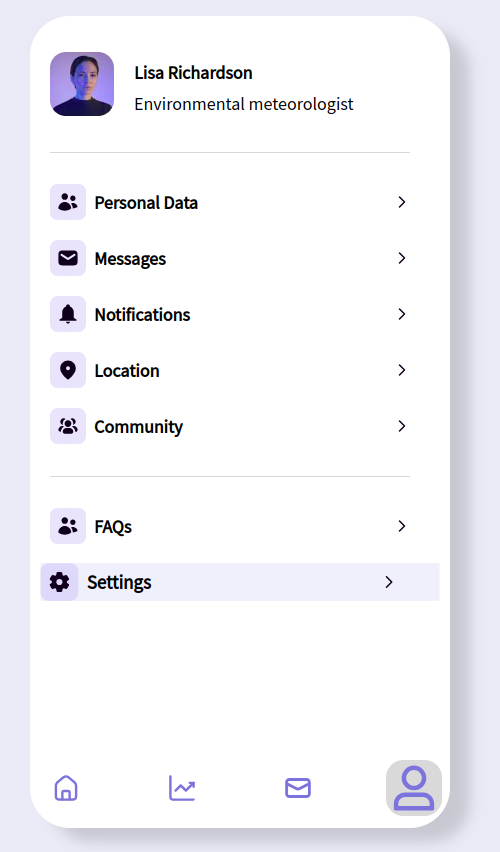 Lisa Richardson
Environmental meteorologist
Personal Data
Messages
Notifications
Location
Community
FAQs
Settings